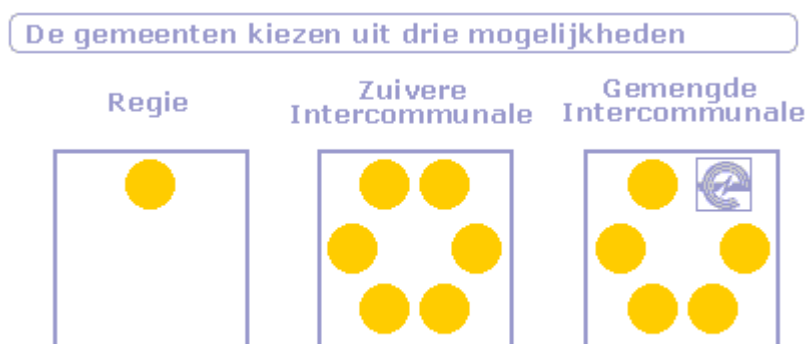 De gemeenten kiezen uit drie mogelijkheden
Regie
Zuivere
Intercommunale
Gemengde
Intercommunale